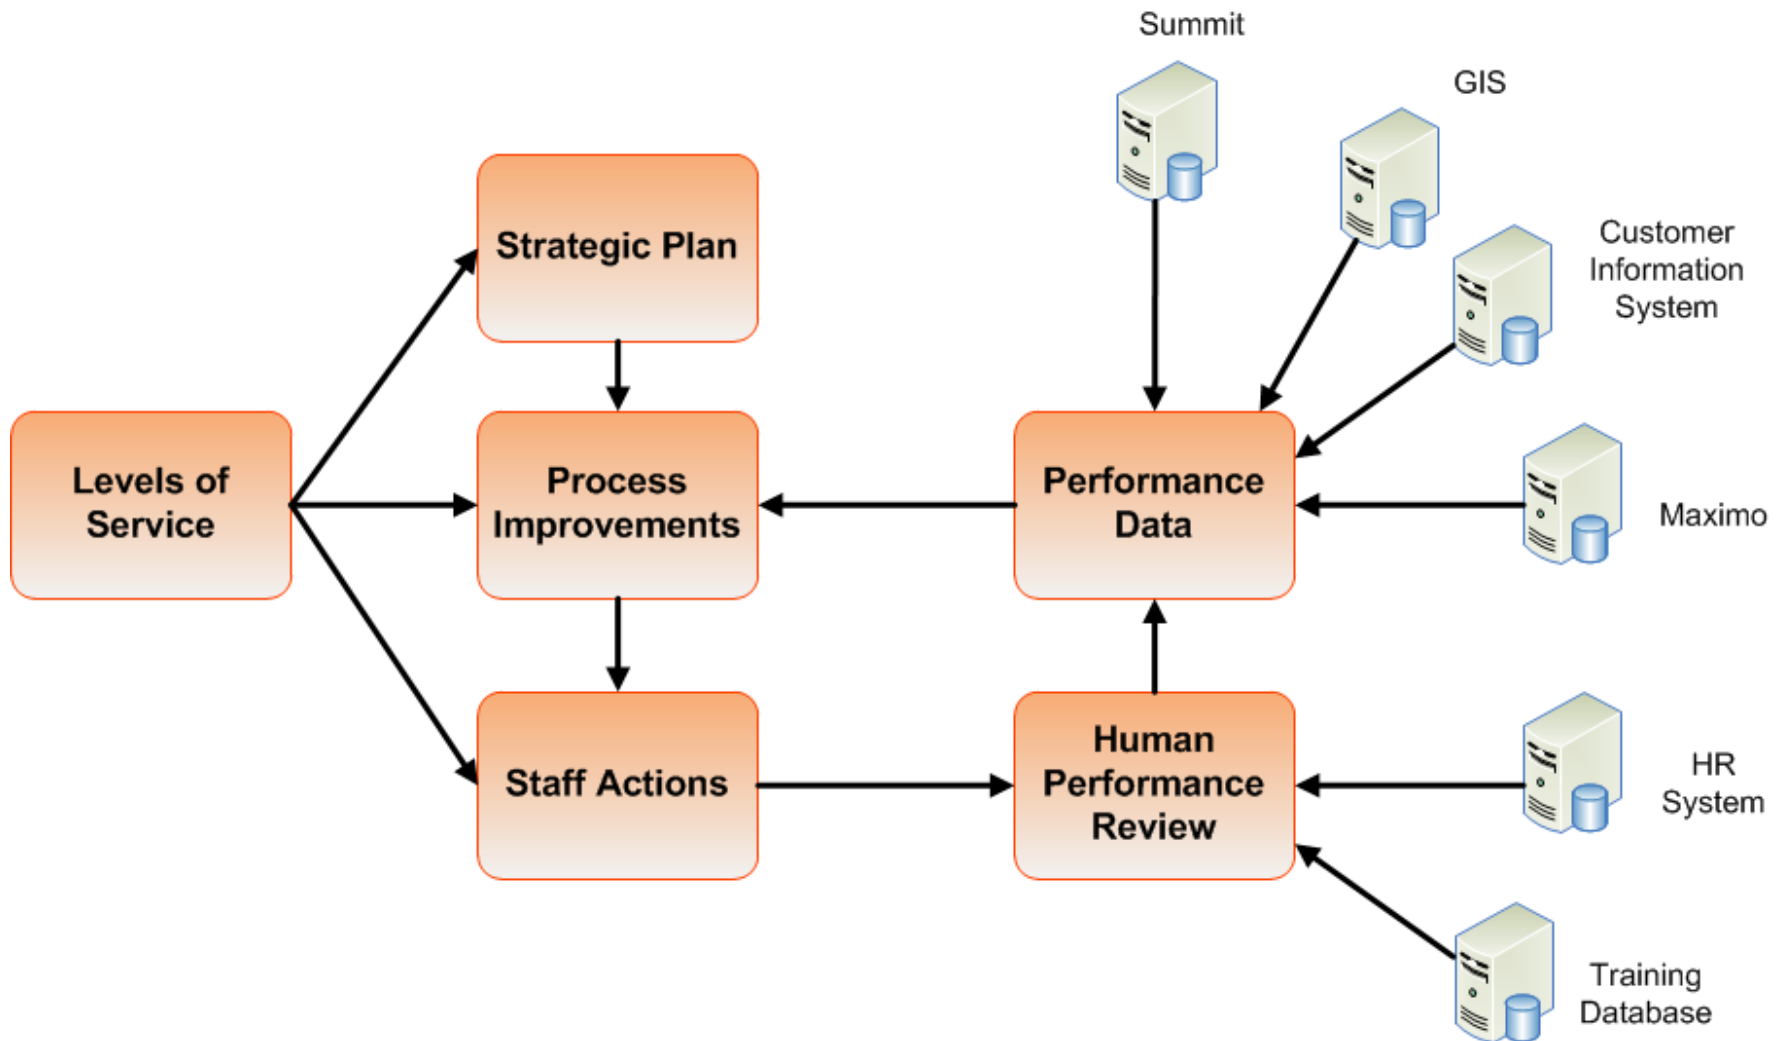 Summit
GIS
Strategic Plan
Customer
Information
System
Levels of
Service
Process
Improvements
Performance
Data
Maximo
Staff Actions
Human
Performance
Review
HR
System
Training
Database